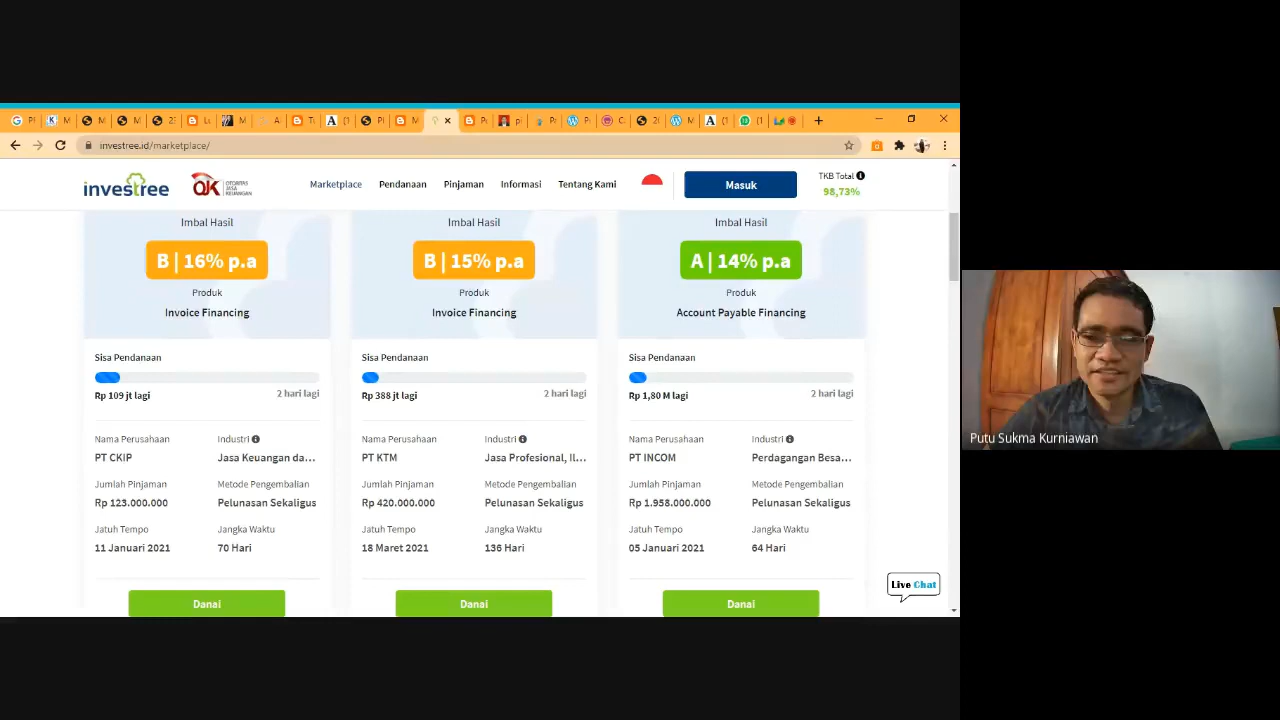 investree.id/marketplace/
investree
OJK OTORITAS JASA KEUANGAN
Marketplace Pendanaan Pinjaman Informasi Tentang Kami
Masuk
TKB Total
98,73%
Imbal Hasil Imbal Hasil Imbal Hasil
B | 16% p.a B | 15% p.a A | 14% p.a
Produk Produk Produk
Invoice Financing Invoice Financing Account Payable Financing
Sisa Pendanaan Sisa Pendanaan Sisa Pendanaan
Rp 109 jt lagi 2 hari lagi Rp 388 jt lagi 2 hari lagi Rp 1,80 M lagi 2 hari lagi
Nama Perusahaan Industri Nama Perusahaan Industri Nama Perusahaan Industri
PT CKIP Jasa Keuangan da... PT KTM Jasa Profesional, Il... PT INCOM Perdagangan Besa...
Jumlah Pinjaman Metode Pengembalian Jumlah Pinjaman Metode Pengembalian Jumlah Pinjaman Metode Pengembalian
Rp 123.000.000 Pelunasan Sekaligus Rp 420.000.000 Pelunasan Sekaligus Rp 1.958.000.000 Pelunasan Sekaligus
Jatuh Tempo Jangka Waktu Jatuh Tempo Jangka Waktu Jatuh Tempo Jangka Waktu
11 Januari 2021 70 Hari 18 Maret 2021 136 Hari 05 Januari 2021 64 Hari
Danai Danai Danai
Live Chat
Putu Sukma Kurniawan